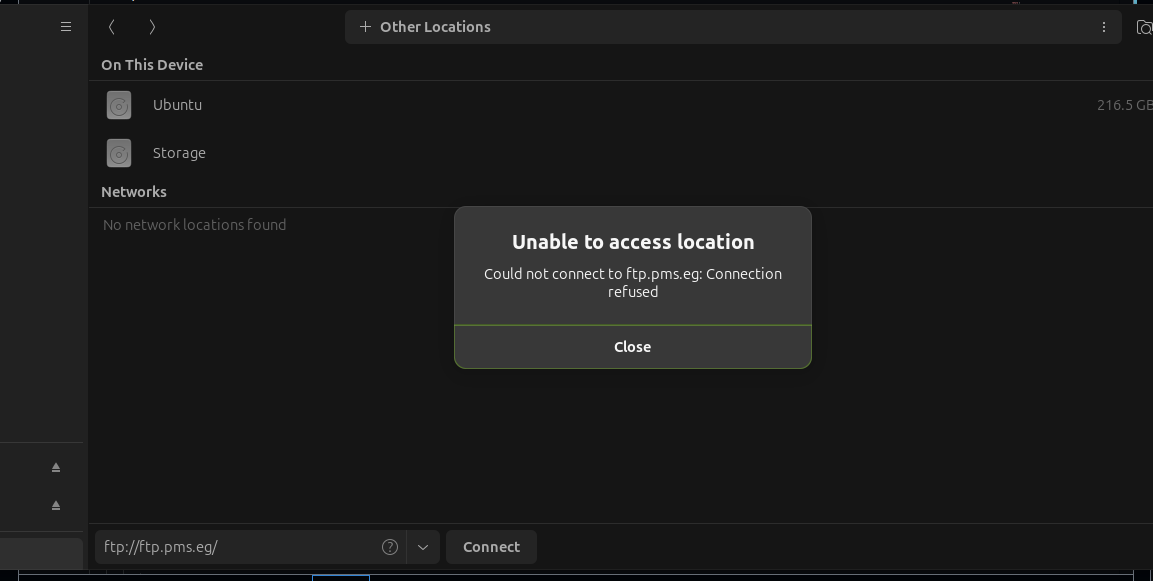 Other Locations
On This Device
Ubuntu
216.5 GB
Storage
Networks
No network locations found
Unable to access location
Could not connect to ftp.pms.eg: Connection
refused
Close
ftp://ftp.pms.eg/
Connect